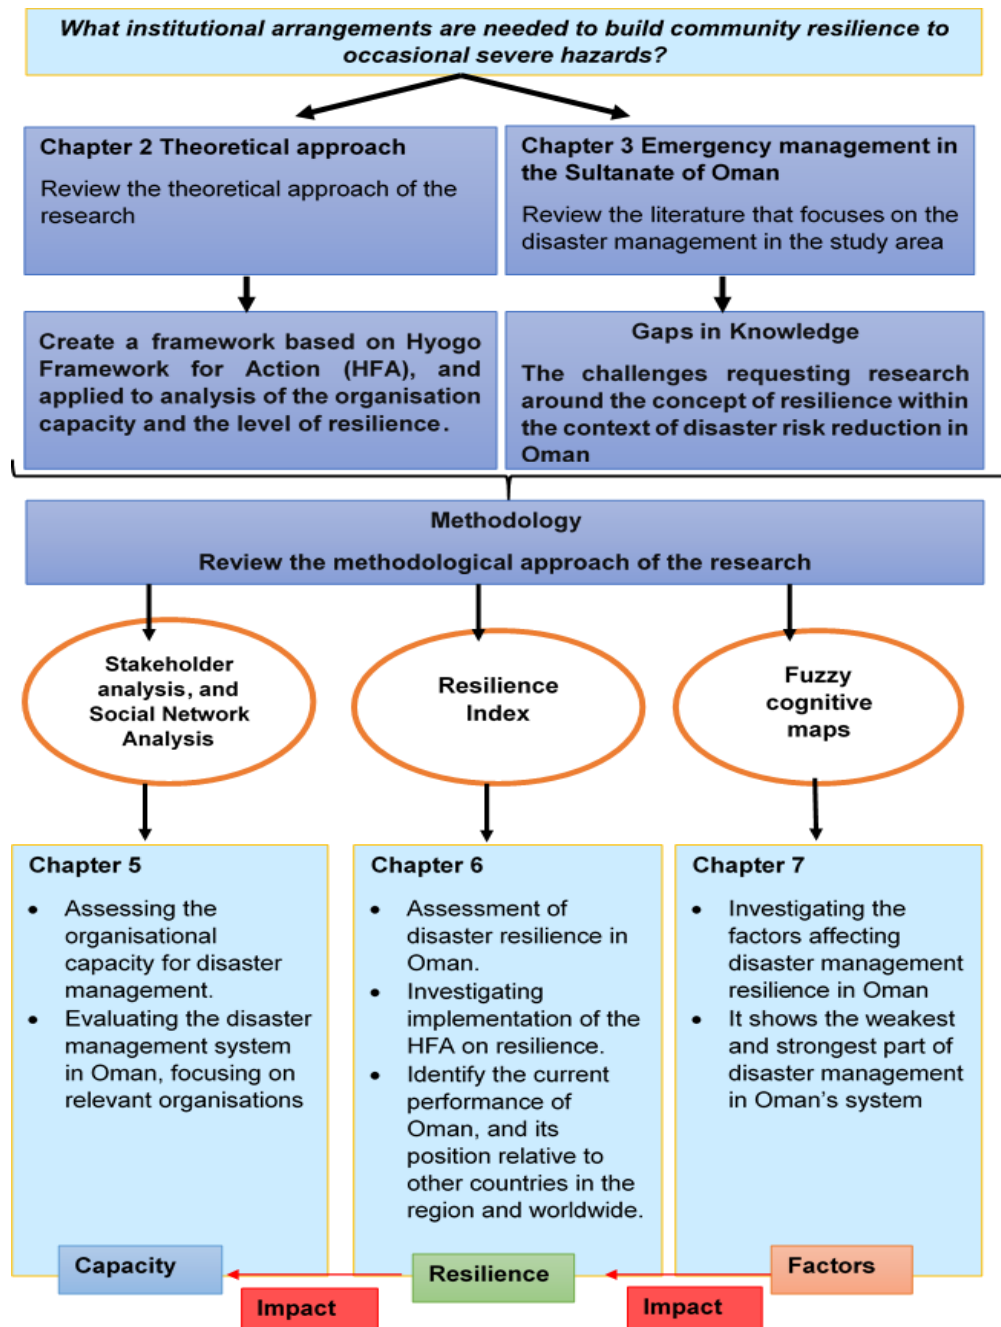 What institutional arrangements are needed to build community resilience to
occasional severe hazards?
Chapter 2 Theoretical approach
Review the theoretical approach of the
research
Chapter 3 Emergency management in
the Sultanate of Oman
Review the literature that focuses on the
disaster management in the study area
Create a framework based on Hyogo
Framework for Action (HFA), and
applied to analysis of the organisation
capacity and the level of resilience.
Gaps in Knowledge
The challenges requesting research
around the concept of resilience within
the context of disaster risk reduction in
Oman
Methodology
Review the methodological approach of the research
Stakeholder
analysis, and
Social Network
Analysis
Resilience
Index
Fuzzy
cognitive
maps
Chapter 5
• Assessing the
organisational
capacity for disaster
management.
• Evaluating the disaster
management system
in Oman, focusing on
relevant organisations
Chapter 6
• Assessment of
disaster resilience in
Oman.
• Investigating
implementation of the
HFA on resilience.
• Identify the current
performance of
Oman, and its
position relative to
other countries in the
region and worldwide.
Chapter 7
• Investigating the
factors affecting
disaster management
resilience in Oman
• It shows the weakest
and strongest part of
disaster management
in Oman's system
Capacity
Impact
Resilience
Impact
Factors